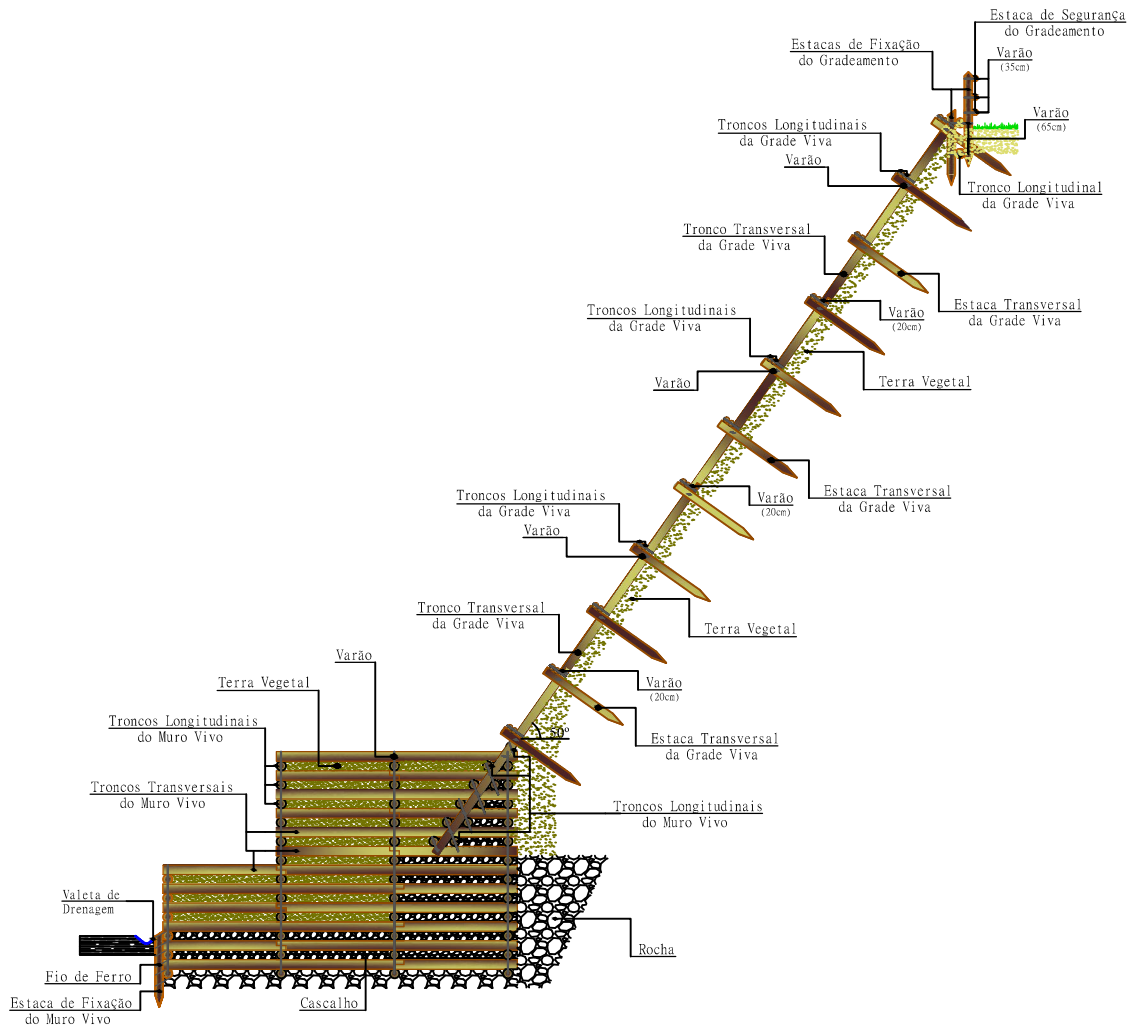 Estaca de Segurança
do Gradeamento
Estacas de Fixação
do Gradeamento
Varão
(35cm)
Varão
(65cm)
Troncos Longitudinais
da Grade Viva
Varão
Tronco Longitudinal
da Grade Viva
Tronco Transversal
da Grade Viva
Estaca Transversal
da Grade Viva
Troncos Longitudinais
da Grade Viva
Varão
(20cm)
Varão
Terra Vegetal
Troncos Longitudinais
da Grade Viva
Varão
(20cm)
Estaca Transversal
da Grade Viva
Varão
Tronco Transversal
da Grade Viva
Terra Vegetal
Varão
Terra Vegetal
Varão
(20cm)
Troncos Longitudinais
do Muro Vivo
50º
Estaca Transversal
da Grade Viva
Troncos Transversais
do Muro Vivo
Troncos Longitudinais
do Muro Vivo
Valeta de
Drenagem
Rocha
Fio de Ferro
Estaca de Fixação
do Muro Vivo
Cascalho